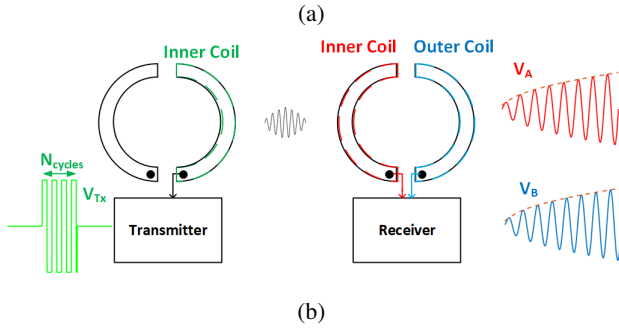 (a)
Inner Coil
Inner Coil Outer Coil
V_A
N_cycles
V_Tx
V_B
Transmitter
Receiver
(b)